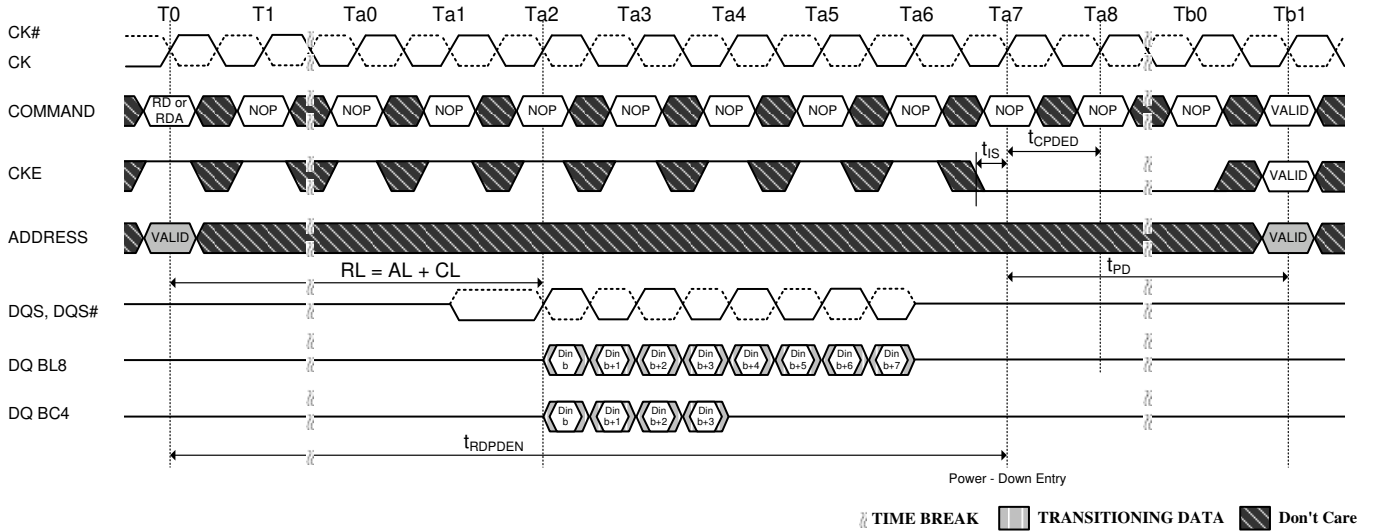 T0 T1 Ta0 Ta1 Ta2 Ta3 Ta4 Ta5 Ta6 Ta7 Ta8 Tb0 Tb1
CK#
CK
COMMAND
RD or
RDA
NOP NOP NOP NOP NOP NOP NOP NOP NOP NOP NOP VALID
tIS tCPDED
CKE
VALID
ADDRESS
VALID VALID
RL = AL + CL
tPD
DQS, DQS#
DQ BL8
Din
b
Din
b+1
Din
b+2
Din
b+3
Din
b+4
Din
b+5
Din
b+6
Din
b+7
DQ BC4
Din
b
Din
b+1
Din
b+2
Din
b+3
tRDPDEN
Power - Down Entry
TIME BREAK TRANSITIONING DATA Don't Care